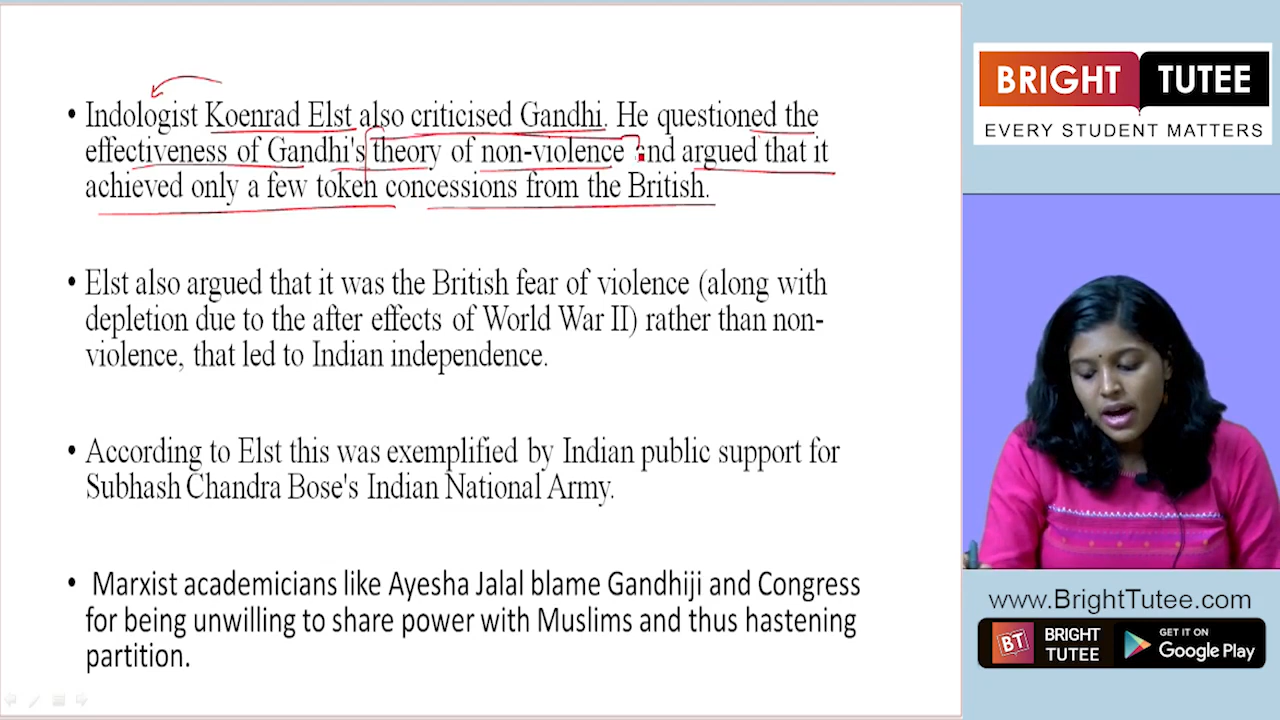 • Indologist Koenrad Elst also criticised Gandhi. He questioned the
effectiveness of Gandhi's theory of non-violence and argued that it
achieved only a few token concessions from the British.
• Elst also argued that it was the British fear of violence (along with
depletion due to the after effects of World War II) rather than non-
violence, that led to Indian independence.
• According to Elst this was exemplified by Indian public support for
Subhash Chandra Bose's Indian National Army.
• Marxist academicians like Ayesha Jalal blame Gandhiji and Congress
for being unwilling to share power with Muslims and thus hastening
partition.
BRIGHT TUTEE
EVERY STUDENT MATTERS
www.BrightTutee.com
BT
BRIGHT
TUTEE
GET IT ON
Google Play